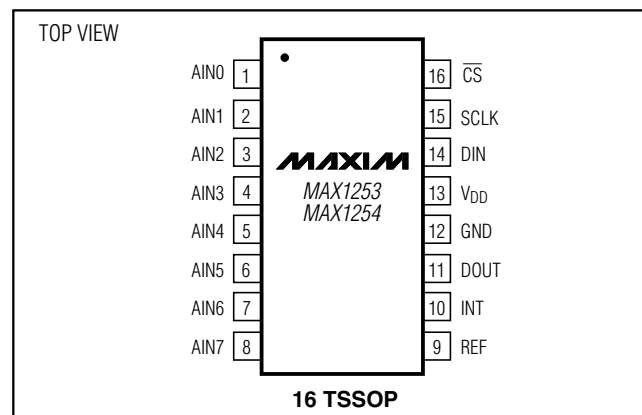 TOP VIEW
AIN0 1
AIN1 2
AIN2 3
AIN3 4
AIN4 5
AIN5 6
AIN6 7
AIN7 8
MAXIM
MAX1253
MAX1254
16 C̅S̅
15 SCLK
14 DIN
13 VDD
12 GND
11 DOUT
10 INT
9 REF
16 TSSOP